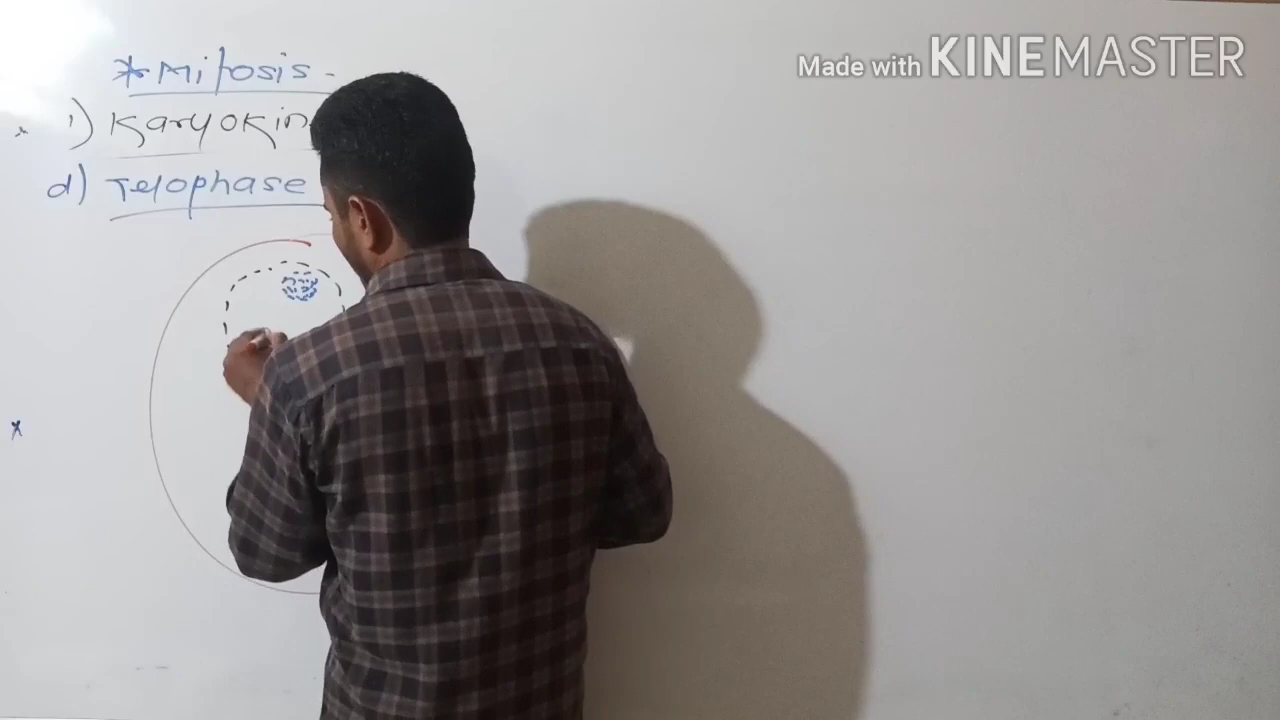 Made with KINEMASTER
* Mitosis -
1) Karyokin
d) Telophase